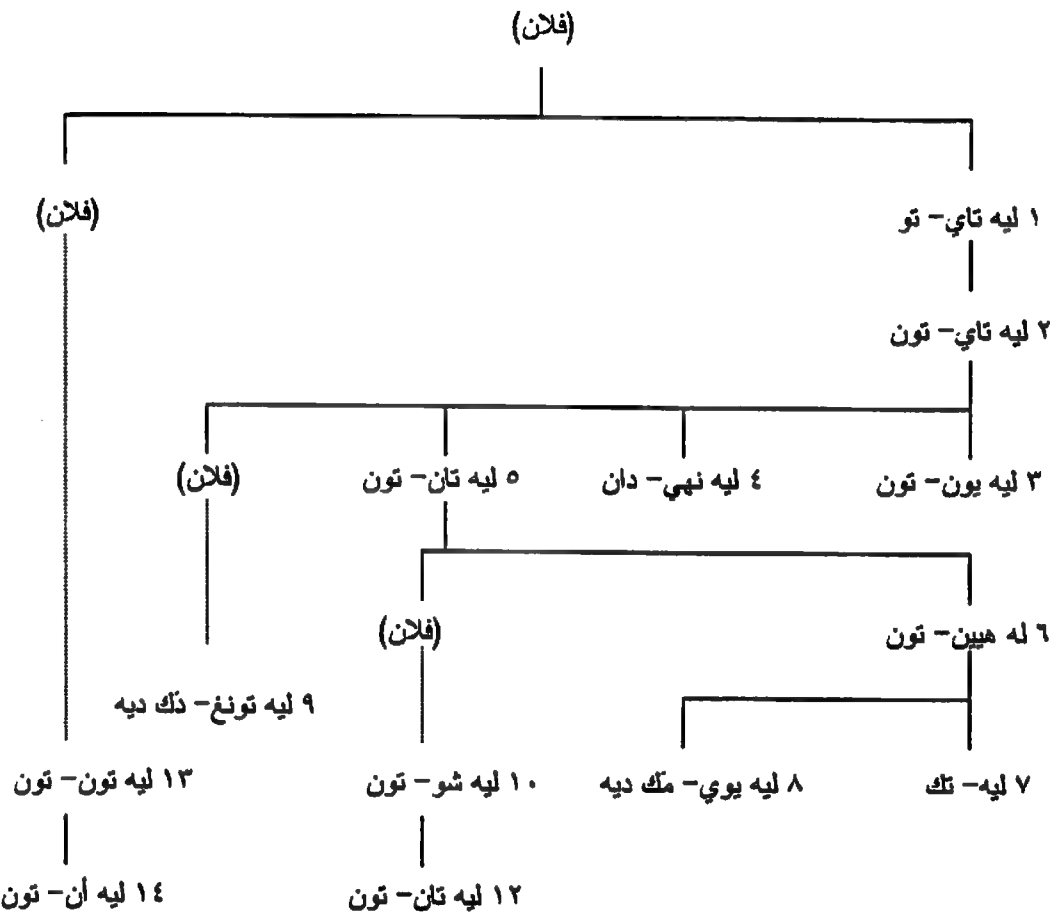 (فلان)
(فلان)
١ ليه تاي- تو
٢ ليه تاي- تون
(فلان)
٥ ليه تان- تون
٤ ليه نهي- دان
٣ ليه يون- تون
(فلان)
٦ له هيين- تون
٩ ليه تونغ- دك ديه
١٣ ليه تون- تون
١٠ ليه شو- تون
٨ ليه يوي- مك ديه
٧ ليه- تك
١٤ ليه أن- تون
١٢ ليه تان- تون